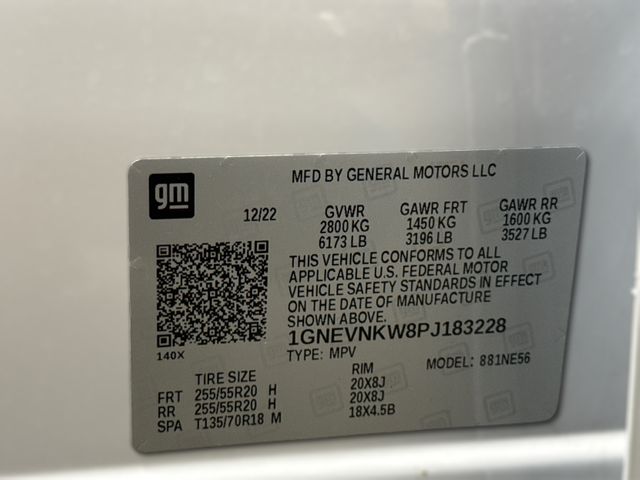 gm
MFD BY GENERAL MOTORS LLC
12/22 GVWR GAWR FRT GAWR RR
2800 KG 1450 KG 1600 KG
6173 LB 3196 LB 3527 LB
THIS VEHICLE CONFORMS TO ALL
APPLICABLE U.S. FEDERAL MOTOR
VEHICLE SAFETY STANDARDS IN EFFECT
ON THE DATE OF MANUFACTURE
SHOWN ABOVE.
140X
1GNEVNKW8PJ183228
TYPE: MPV MODEL: 881NE56
TIRE SIZE RIM
FRT 255/55R20 H 20X8J
RR 255/55R20 H 20X8J
SPA T135/70R18 M 18X4.5B